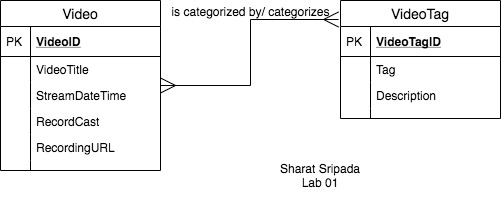 Video
PK VideoID
VideoTitle
StreamDateTime
RecordCast
RecordingURL
is categorized by/ categorizes
VideoTag
PK VideoTagID
Tag
Description
Sharat Sripada
Lab 01